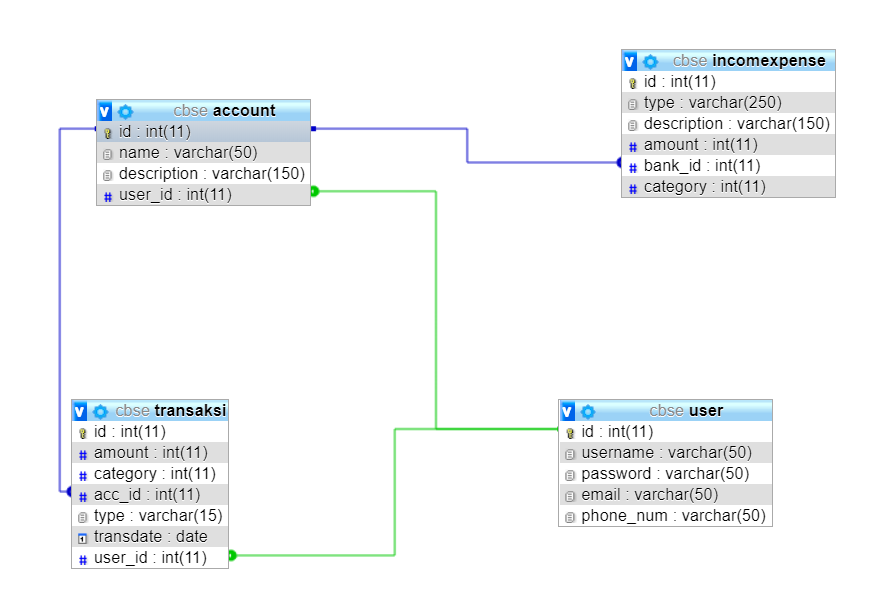 cbse account
id : int(11)
name : varchar(50)
description : varchar(150)
user_id : int(11)
cbse incomexpense
id : int(11)
type : varchar(250)
description : varchar(150)
amount : int(11)
bank_id : int(11)
category : int(11)
cbse transaksi
id : int(11)
amount : int(11)
category : int(11)
acc_id : int(11)
type : varchar(15)
transdate : date
user_id : int(11)
cbse user
id : int(11)
username : varchar(50)
password : varchar(50)
email : varchar(50)
phone_num : varchar(50)